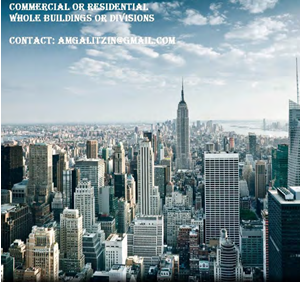 COMMERCIAL OR RESIDENTIAL
WHOLE BUILDINGS OR DIVISIONS
CONTACT: AMGALITZIN@GMAIL.COM